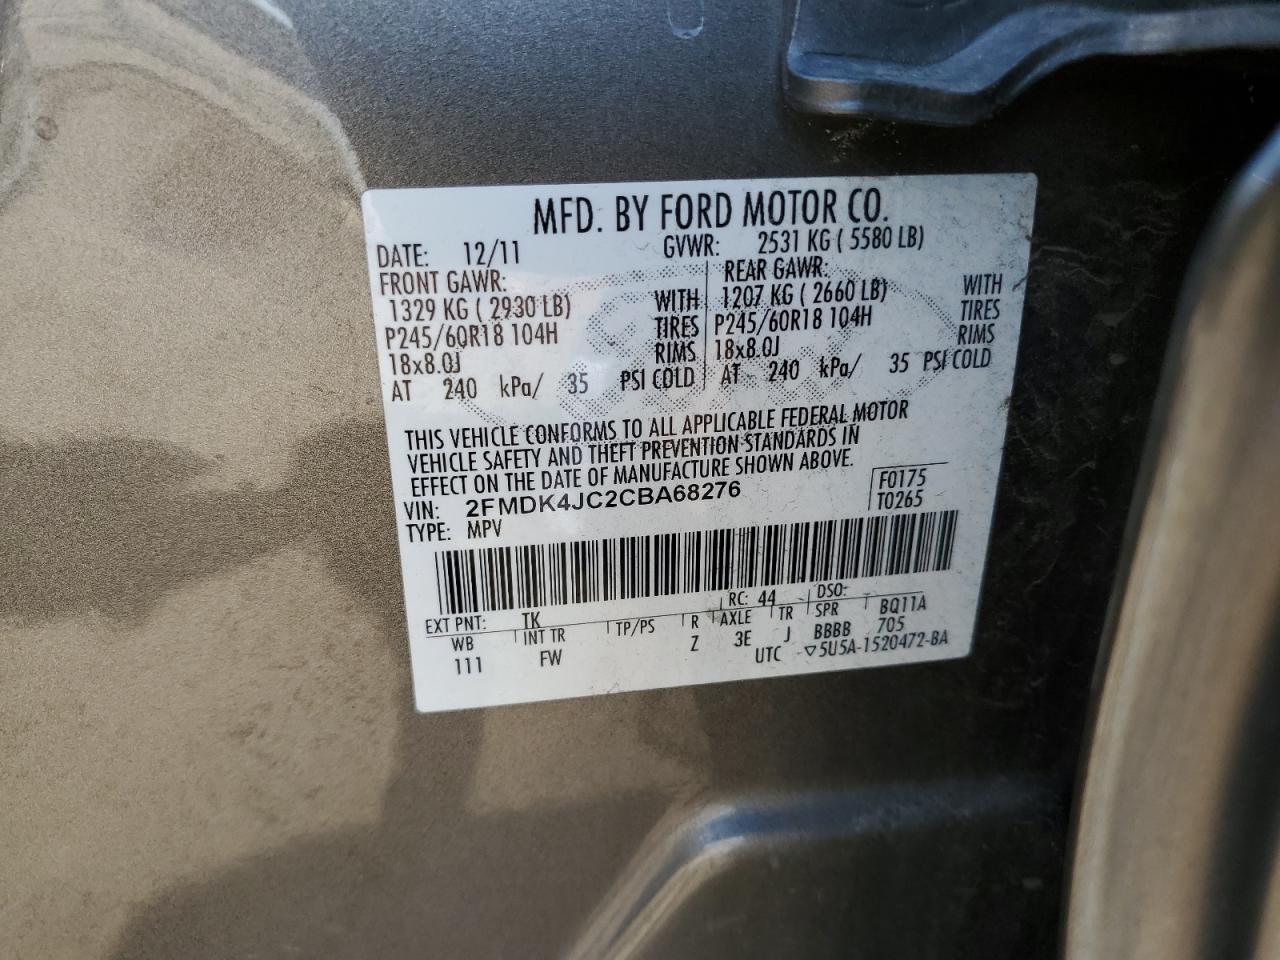 MFD. BY FORD MOTOR CO.
DATE: 12/11 GVWR: 2531 KG ( 5580 LB)
FRONT GAWR: REAR GAWR:
1329 KG ( 2930 LB) WITH 1207 KG ( 2660 LB) WITH
P245/60R18 104H TIRES P245/60R18 104H TIRES
18x8.0J RIMS 18x8.0J RIMS
AT 240 kPa/ 35 PSI COLD AT 240 kPa/ 35 PSI COLD
THIS VEHICLE CONFORMS TO ALL APPLICABLE FEDERAL MOTOR
VEHICLE SAFETY AND THEFT PREVENTION STANDARDS IN
EFFECT ON THE DATE OF MANUFACTURE SHOWN ABOVE.
VIN: 2FMDK4JC2CBA68276 F0175
TYPE: MPV T0265
EXT PNT: TK RC: 44 DSO:
WB INT TR TP/PS R AXLE TR SPR BQ11A
111 FW Z 3E J BBBB 705
UTC ▽5U5A-1520472-BA